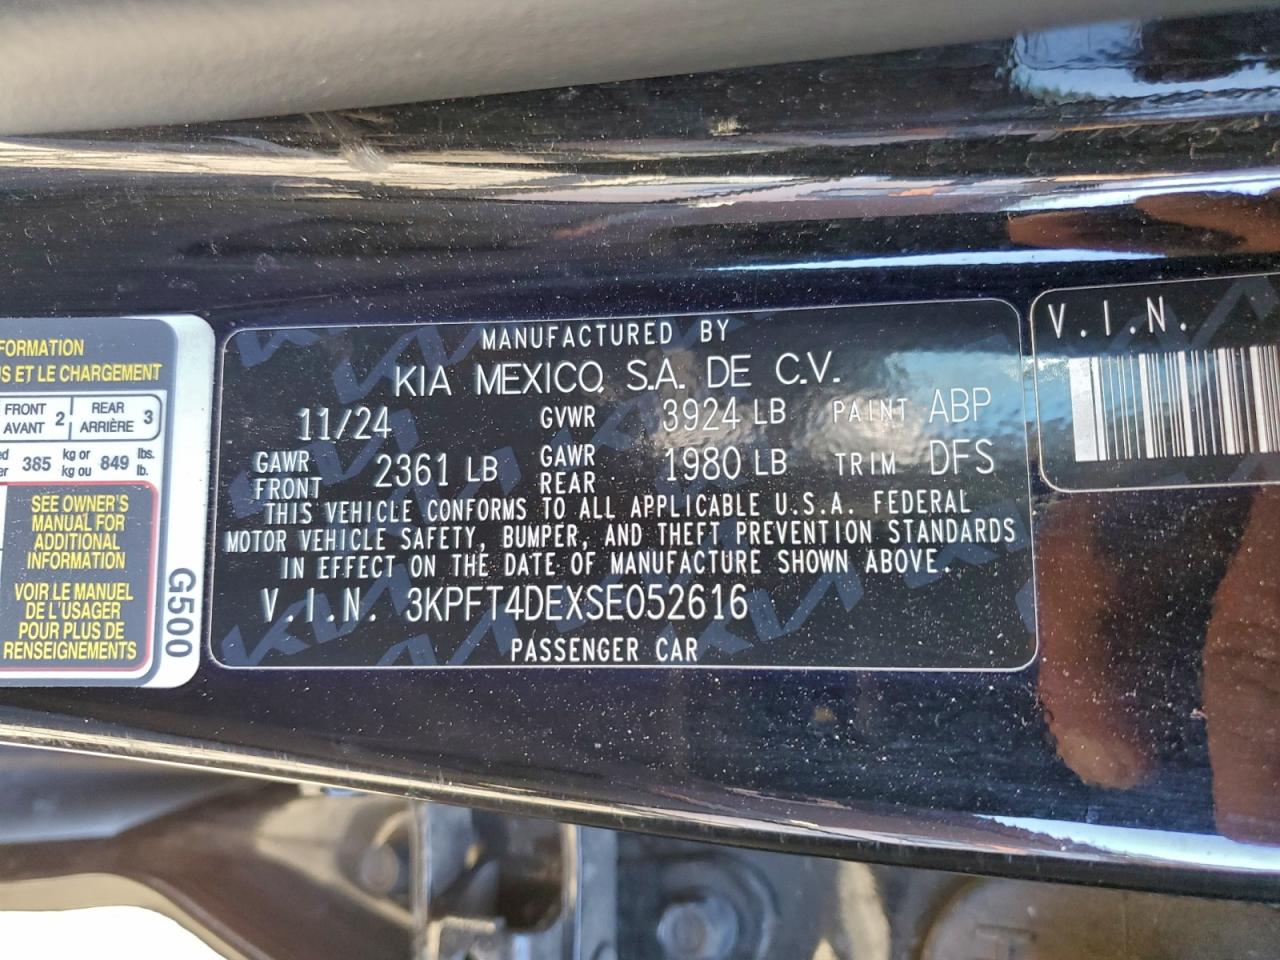 FORMATION
S ET LE CHARGEMENT
FRONT AVANT 2 REAR ARRIÈRE 3
385 kg or kg ou 849 lbs. lb.
SEE OWNER'S
MANUAL FOR
ADDITIONAL
INFORMATION
VOIR LE MANUEL
DE L'USAGER
POUR PLUS DE
RENSEIGNEMENTS
G500
MANUFACTURED BY
KIA MEXICO, S.A. DE C.V.
11/24 GVWR 3924 LB PAINT ABP
GAWR FRONT 2361 LB GAWR REAR 1980 LB TRIM DFS
THIS VEHICLE CONFORMS TO ALL APPLICABLE U.S.A. FEDERAL
MOTOR VEHICLE SAFETY, BUMPER, AND THEFT PREVENTION STANDARDS
IN EFFECT ON THE DATE OF MANUFACTURE SHOWN ABOVE.
V.I.N. 3KPFT4DEXSE052616
PASSENGER CAR
V.I.N.